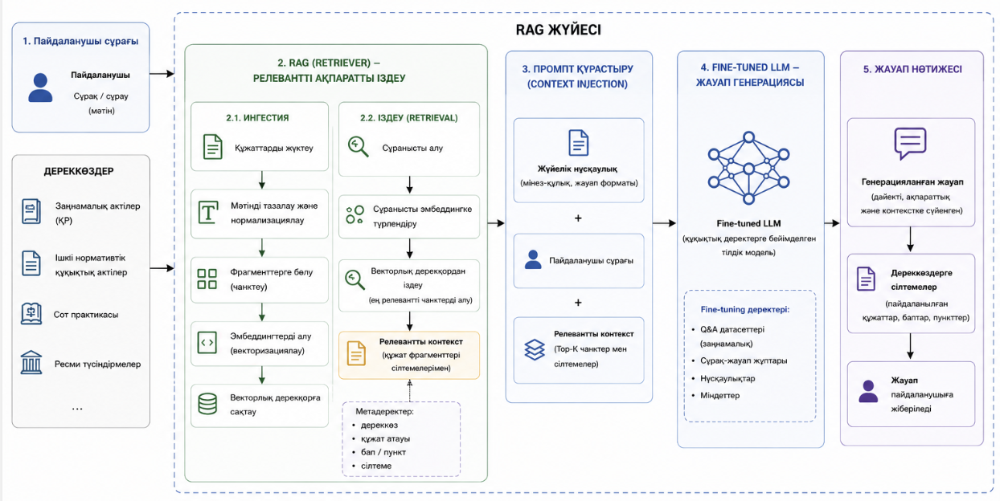 RAG ЖҮЙЕСІ
1. Пайдаланушы сұрағы
Пайдаланушы
Сұрақ / сұрау
(мәтін)
ДЕРЕККӨЗДЕР
Заңнамалық актілер
(ҚР)
Ішкі нормативтік
құқықтық актілер
Сот практикасы
Ресми түсіндірмелер
...
2. RAG (RETRIEVER) –
РЕЛЕВАНТТІ АҚПАРАТТЫ ІЗДЕУ
2.1. ИНГЕСТИЯ
Құжаттарды жүктеу
Мәтінді тазалау және
нормализациялау
Фрагменттерге бөлу
(чанктеу)
Эмбеддингтерді алу
(векторизациялау)
Векторлық дерекқорға
сақтау
2.2. ІЗДЕУ (RETRIEVAL)
Сұранысты алу
Сұранысты эмбеддингке
түрлендіру
Векторлық дерекқордан
іздеу
(ең релевантті чанктерді алу)
Релевантты контекст
(құжат фрагменттері
сілтемелерімен)
Метадеректер:
• дереккөз
• құжат атауы
• бап / пункт
• сілтеме
3. ПРОМПТ ҚҰРАСТЫРУ
(CONTEXT INJECTION)
Жүйелік нұсқаулық
(мінез-құлық, жауап форматы)
+
Пайдаланушы сұрағы
+
Релевантты контекст
(Top-K чанктер мен
сілтемелер)
4. FINE-TUNED LLM –
ЖАУАП ГЕНЕРАЦИЯСЫ
Fine-tuned LLM
(құқықтық деректерге бейімделген
тілдік модель)
Fine-tuning деректері:
• Q&A датасеттері
(заңнамалық)
• Сұрақ-жауап жұптары
• Нұсқаулықтар
• Міндеттер
5. ЖАУАП НӘТИЖЕСІ
Генерацияланған жауап
(дәйекті, ақпараттық
және контекстке сүйенген)
Дереккөздерге
сілтемелер
(пайдаланылған
құжаттар, баптар, пункттер)
Жауап
пайдаланушыға
жіберіледі